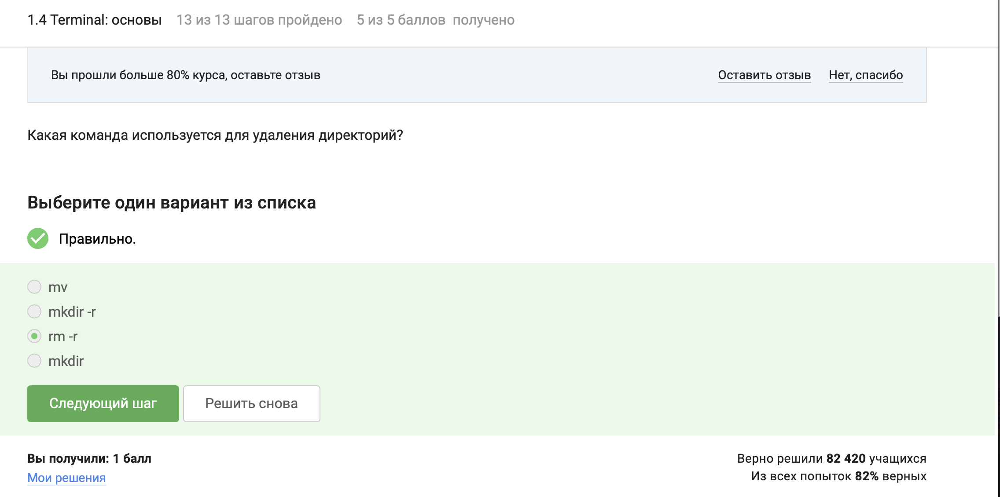 1.4 Terminal: основы 13 из 13 шагов пройдено 5 из 5 баллов получено
Вы прошли больше 80% курса, оставьте отзыв Оставить отзыв Нет, спасибо
Какая команда используется для удаления директорий?
Выберите один вариант из списка
Правильно.
mv
mkdir -r
rm -r
mkdir
Следующий шаг Решить снова
Вы получили: 1 балл
Мои решения
Верно решили 82 420 учащихся
Из всех попыток 82% верных